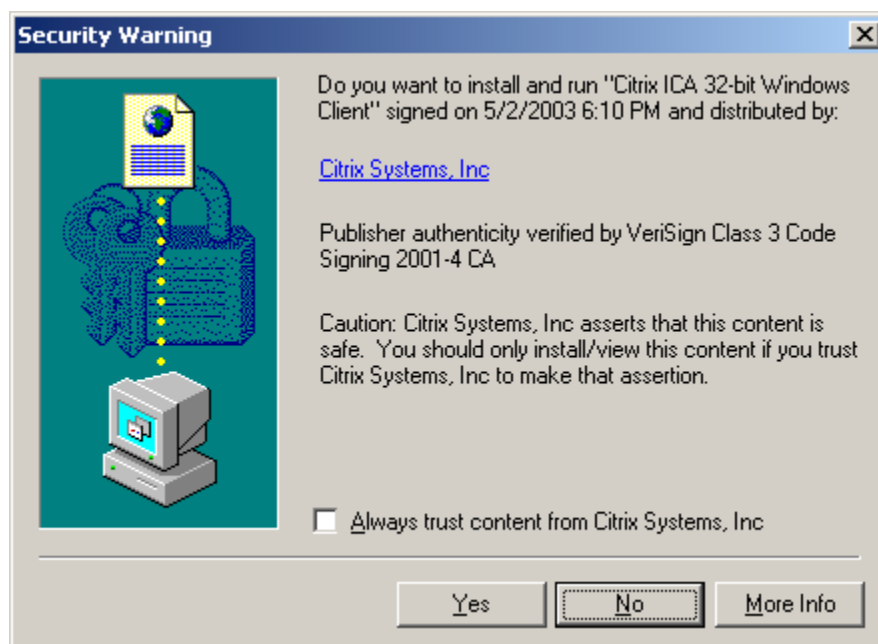 Security Warning
Do you want to install and run "Citrix ICA 32-bit Windows
Client" signed on 5/2/2003 6:10 PM and distributed by:
Citrix Systems, Inc
Publisher authenticity verified by VeriSign Class 3 Code
Signing 2001-4 CA
Caution: Citrix Systems, Inc asserts that this content is
safe.  You should only install/view this content if you trust
Citrix Systems, Inc to make that assertion.
Always trust content from Citrix Systems, Inc
Yes No More Info